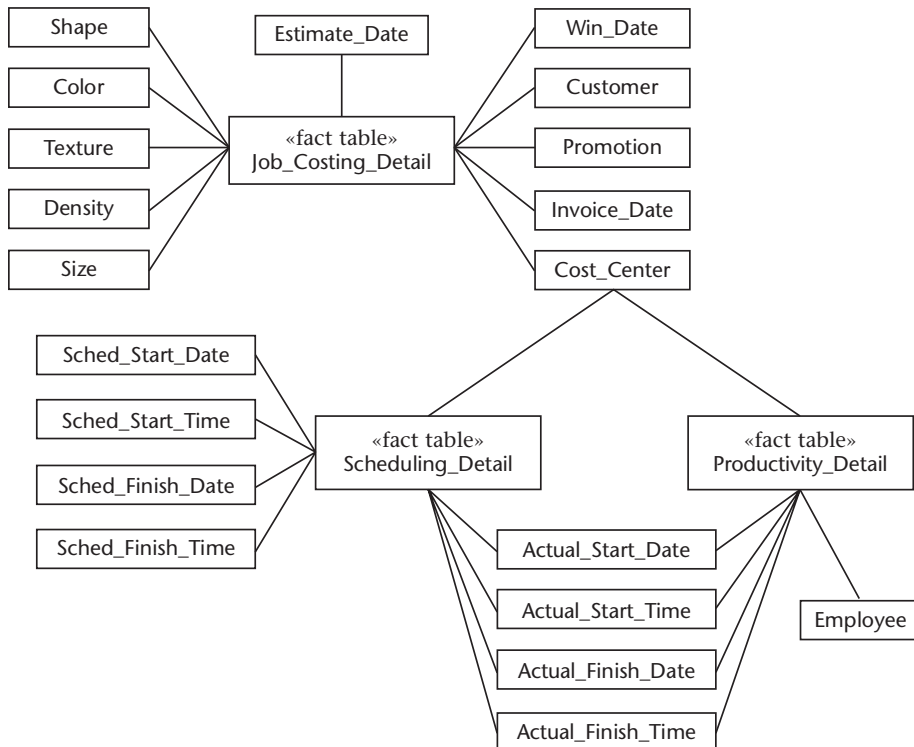 Shape
Estimate_Date
Win_Date
Color
Customer
«fact table»
Job_Costing_Detail
Texture
Promotion
Density
Invoice_Date
Size
Cost_Center
Sched_Start_Date
Sched_Start_Time
«fact table»
Scheduling_Detail
«fact table»
Productivity_Detail
Sched_Finish_Date
Sched_Finish_Time
Actual_Start_Date
Actual_Start_Time
Employee
Actual_Finish_Date
Actual_Finish_Time